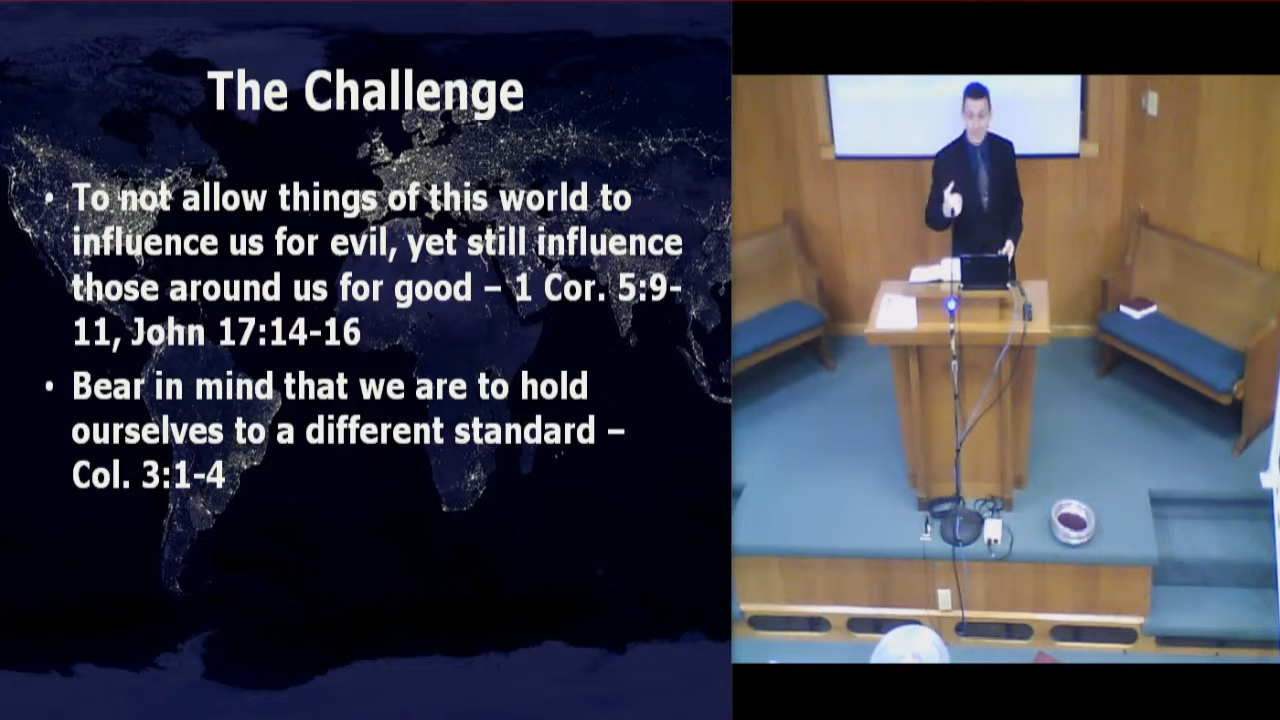 The Challenge
• To not allow things of this world to
influence us for evil, yet still influence
those around us for good – 1 Cor. 5:9-
11, John 17:14-16
• Bear in mind that we are to hold
ourselves to a different standard –
Col. 3:1-4